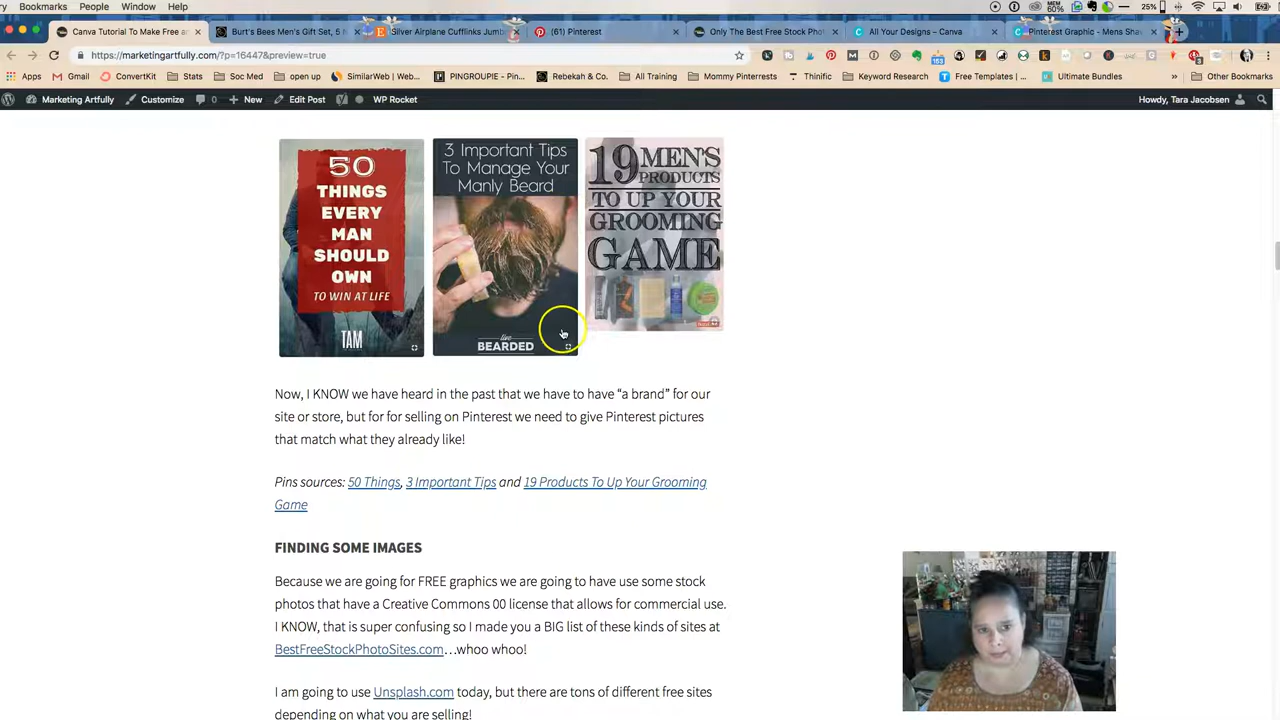 Bookmarks People Window Help
25%
Canva Tutorial To Make Free an
Burt's Bees Men's Gift Set, 5 N
Silver Airplane Cufflinks Jumb
(61) Pinterest
Only The Best Free Stock Phot
All Your Designs – Canva
Pinterest Graphic - Mens Shav
https://marketingartfully.com/?p=16447&preview=true
Apps Gmail ConvertKit Stats SocMed open up SimilarWeb | Web... PINGROUPIE - Pin... Rebekah & Co. All Training Mommy Pinterrests Thinific Keyword Research Free Templates |... Ultimate Bundles Other Bookmarks
Marketing Artfully Customize 0 New Edit Post WP Rocket Howdy, Tara Jacobsen
50
THINGS
EVERY
MAN
SHOULD
OWN
TO WIN AT LIFE
TAM
3 Important Tips
To Manage Your
Manly Beard
live
BEARDED
19 MEN'S
PRODUCTS
TO UP YOUR
GROOMING
GAME
Now, I KNOW we have heard in the past that we have to have “a brand” for our
site or store, but for for selling on Pinterest we need to give Pinterest pictures
that match what they already like!
Pins sources: 50 Things, 3 Important Tips and 19 Products To Up Your Grooming
Game
FINDING SOME IMAGES
Because we are going for FREE graphics we are going to have use some stock
photos that have a Creative Commons 00 license that allows for commercial use.
I KNOW, that is super confusing so I made you a BIG list of these kinds of sites at
BestFreeStockPhotoSites.com…whoo whoo!
I am going to use Unsplash.com today, but there are tons of different free sites
depending on what you are selling!